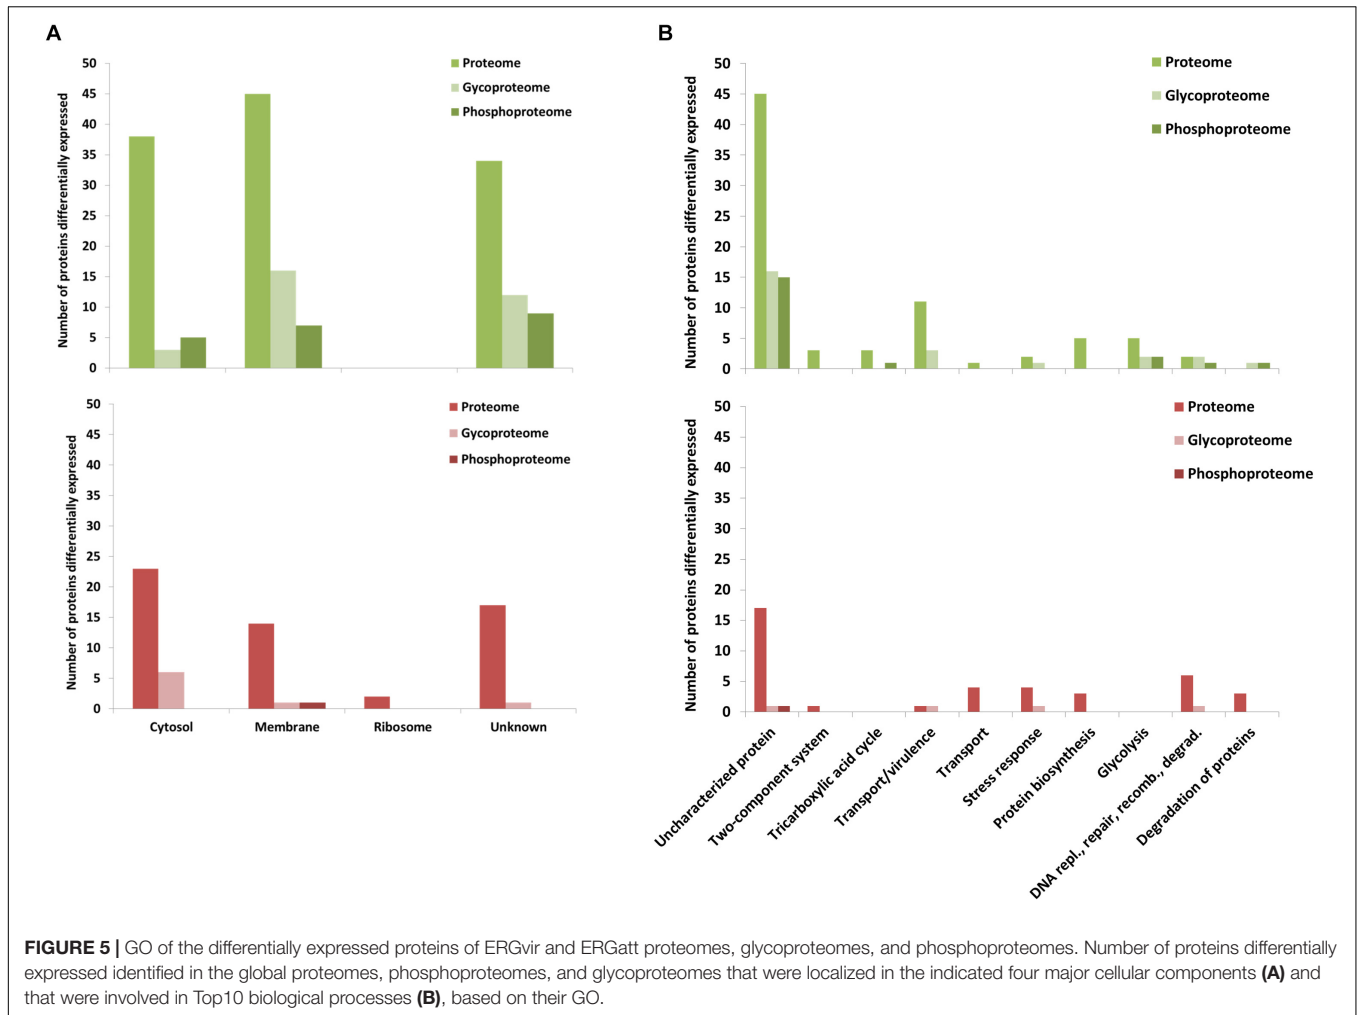 A
Number of proteins differentially expressed
50
45
40
35
30
25
20
15
10
5
0
Proteome
Gycoproteome
Phosphoproteome
Number of proteins differentially expressed
50
45
40
35
30
25
20
15
10
5
0
Proteome
Gycoproteome
Phosphoproteome
Cytosol
Membrane
Ribosome
Unknown
B
Number of proteins differentially expressed
50
45
40
35
30
25
20
15
10
5
0
Proteome
Glycoproteome
Phosphoproteome
Number of proteins differentially expressed
50
45
40
35
30
25
20
15
10
5
0
Proteome
Glycoproteome
Phosphoproteome
Uncharacterized protein
Two-component system
Tricarboxylic acid cycle
Transport/virulence
Transport
Stress response
Protein biosynthesis
Glycolysis
DNA repl., repair, recomb., degrad.
Degradation of proteins
FIGURE 5 | GO of the differentially expressed proteins of ERGvir and ERGatt proteomes, glycoproteomes, and phosphoproteomes. Number of proteins differentially
expressed identified in the global proteomes, phosphoproteomes, and glycoproteomes that were localized in the indicated four major cellular components (A) and
that were involved in Top10 biological processes (B), based on their GO.